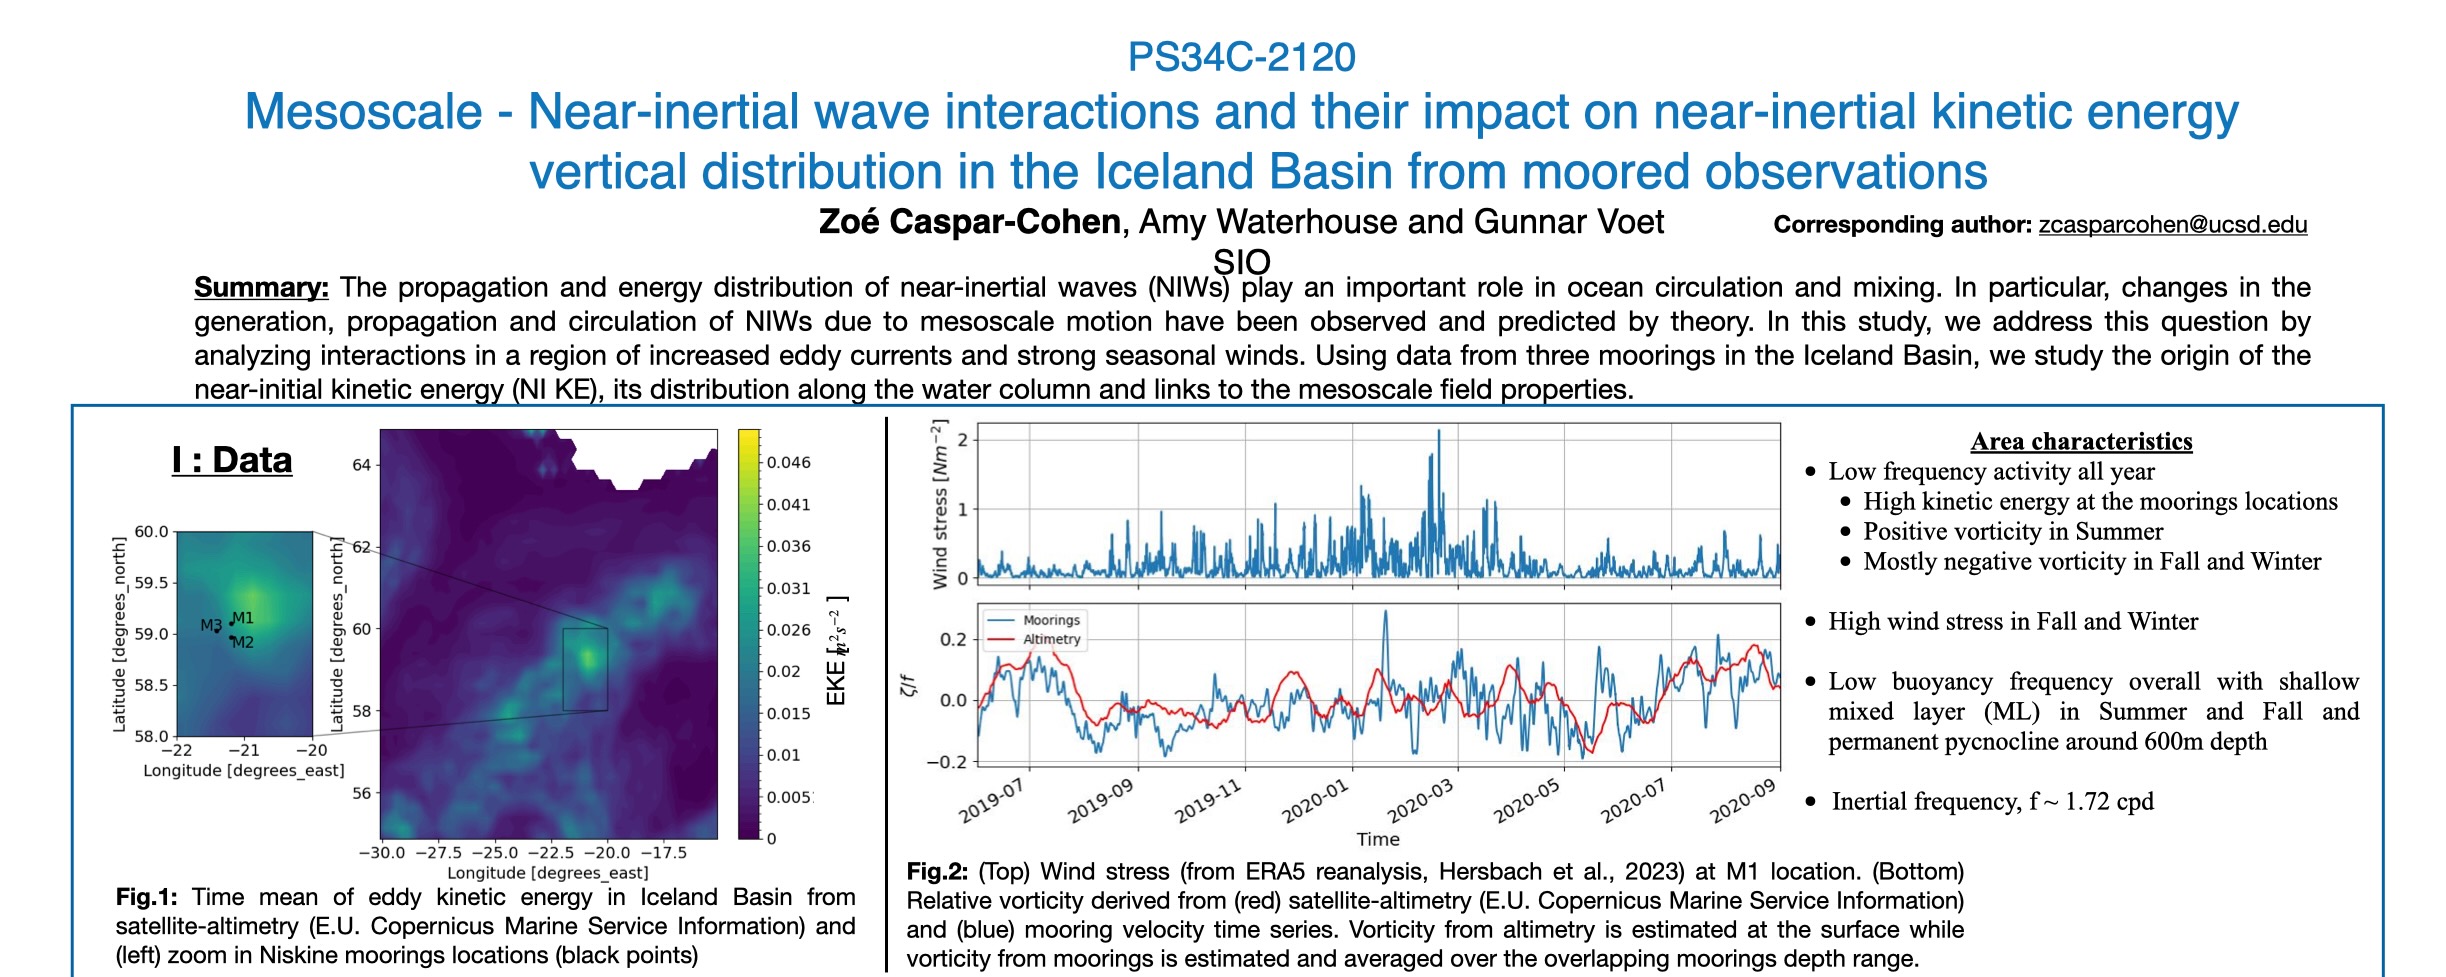 PS34C-2120
Mesoscale - Near-inertial wave interactions and their impact on near-inertial kinetic energy
vertical distribution in the Iceland Basin from moored observations
Zoé Caspar-Cohen, Amy Waterhouse and Gunnar Voet
Corresponding author: zcasparcohen@ucsd.edu
SIO
Summary: The propagation and energy distribution of near-inertial waves (NIWs) play an important role in ocean circulation and mixing. In particular, changes in the
generation, propagation and circulation of NIWs due to mesoscale motion have been observed and predicted by theory. In this study, we address this question by
analyzing interactions in a region of increased eddy currents and strong seasonal winds. Using data from three moorings in the Iceland Basin, we study the origin of the
near-initial kinetic energy (NI KE), its distribution along the water column and links to the mesoscale field properties.
I : Data
60.0
59.5
59.0
58.5
58.0
−22
−21
−20
Latitude [degrees_north]
Longitude [degrees_east]
M1
M3
M2
64
62
60
58
56
Latitude [degrees_north]
−30.0
−27.5
−25.0
−22.5
−20.0
−17.5
Longitude [degrees_east]
0.046
0.041
0.036
0.031
0.026
0.02
0.015
0.01
0.005
0
EKE [m²s⁻²]
Fig.1: Time mean of eddy kinetic energy in Iceland Basin from
satellite-altimetry (E.U. Copernicus Marine Service Information) and
(left) zoom in Niskine moorings locations (black points)
Wind stress [Nm⁻²]
2
1
0
Moorings
Altimetry
ζ/f
0.2
0.0
−0.2
2019-07
2019-09
2019-11
2020-01
2020-03
2020-05
2020-07
2020-09
Time
Fig.2: (Top) Wind stress (from ERA5 reanalysis, Hersbach et al., 2023) at M1 location. (Bottom)
Relative vorticity derived from (red) satellite-altimetry (E.U. Copernicus Marine Service Information)
and (blue) mooring velocity time series. Vorticity from altimetry is estimated at the surface while
vorticity from moorings is estimated and averaged over the overlapping moorings depth range.
Area characteristics
• Low frequency activity all year
• High kinetic energy at the moorings locations
• Positive vorticity in Summer
• Mostly negative vorticity in Fall and Winter
• High wind stress in Fall and Winter
• Low buoyancy frequency overall with shallow
mixed layer (ML) in Summer and Fall and
permanent pycnocline around 600m depth
• Inertial frequency, f ~ 1.72 cpd